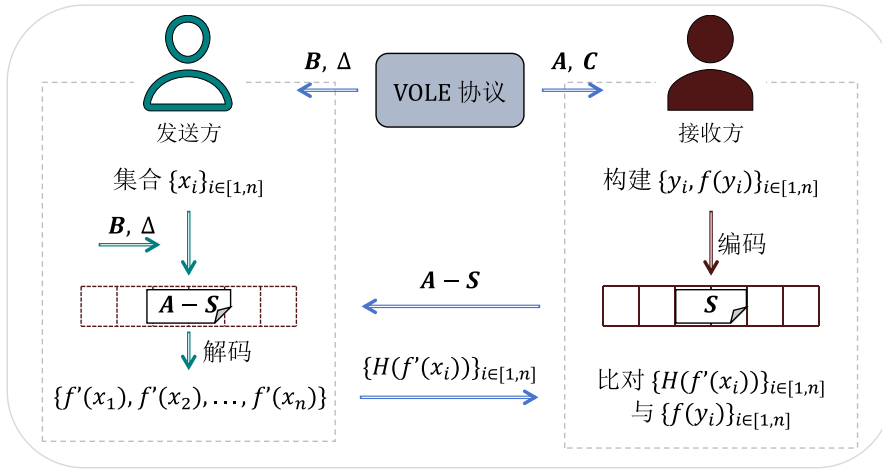 B, Δ
VOLE 协议
A, C
发送方
接收方
集合 {x_i}_{i∈[1,n]}
构建 {y_i, f(y_i)}_{i∈[1,n]}
B, Δ
编码
A − S
A − S
S
解码
{f'(x_1), f'(x_2), ..., f'(x_n)}
{H(f'(x_i))}_{i∈[1,n]}
比对 {H(f'(x_i))}_{i∈[1,n]}
与 {f(y_i)}_{i∈[1,n]}